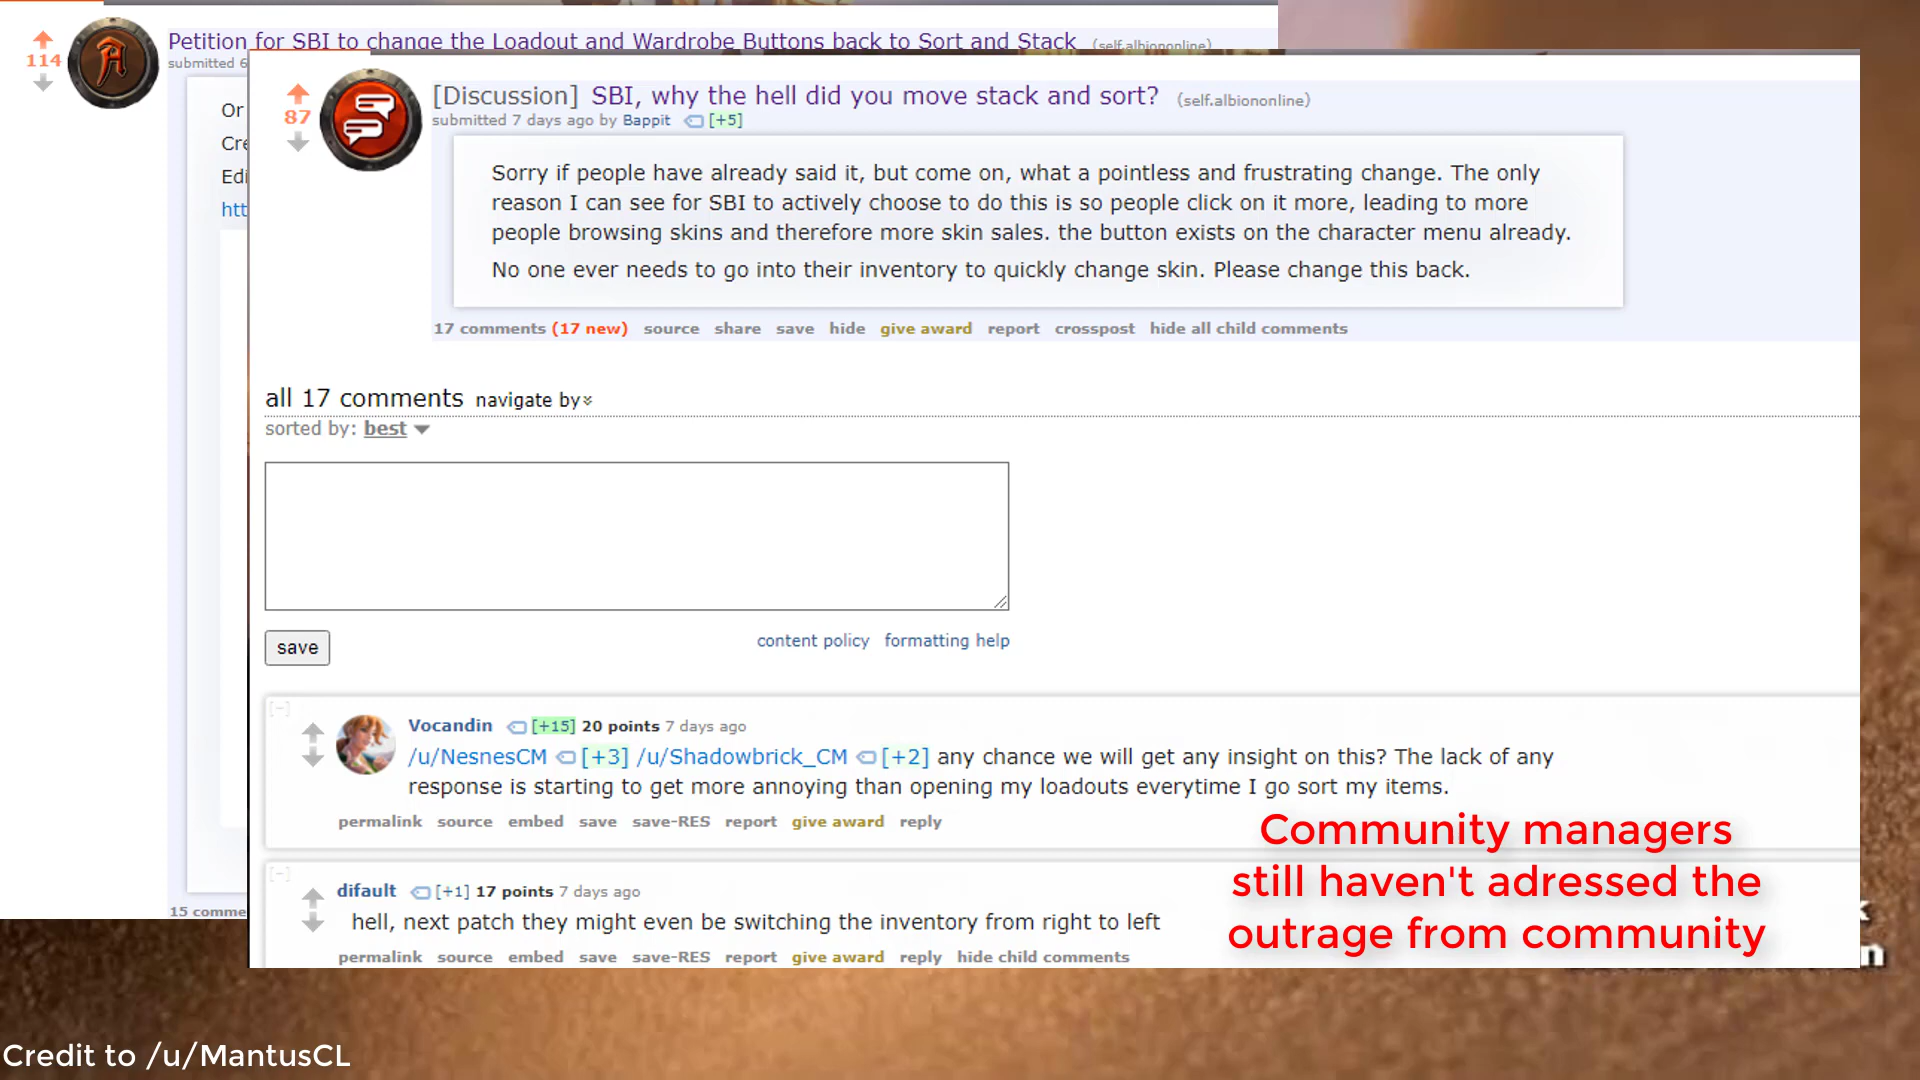 114
Petition for SBI to change the Loadout and Wardrobe Buttons back to Sort and Stack (self.albiononline)
submitted 6
Or
Cre
Edi
htt
15 comme
87
[Discussion] SBI, why the hell did you move stack and sort? (self.albiononline)
submitted 7 days ago by Bappit [+5]
Sorry if people have already said it, but come on, what a pointless and frustrating change. The only
reason I can see for SBI to actively choose to do this is so people click on it more, leading to more
people browsing skins and therefore more skin sales. the button exists on the character menu already.
No one ever needs to go into their inventory to quickly change skin. Please change this back.
17 comments (17 new) source share save hide give award report crosspost hide all child comments
all 17 comments navigate by
sorted by: best
save
content policy formatting help
[-]
Vocandin [+15] 20 points 7 days ago
/u/NesnesCM [+3] /u/Shadowbrick_CM [+2] any chance we will get any insight on this? The lack of any
response is starting to get more annoying than opening my loadouts everytime I go sort my items.
permalink source embed save save-RES report give award reply
[-]
difault [+1] 17 points 7 days ago
hell, next patch they might even be switching the inventory from right to left
permalink source embed save save-RES report give award reply hide child comments
Community managers
still haven't adressed the
outrage from community
Credit to /u/MantusCL